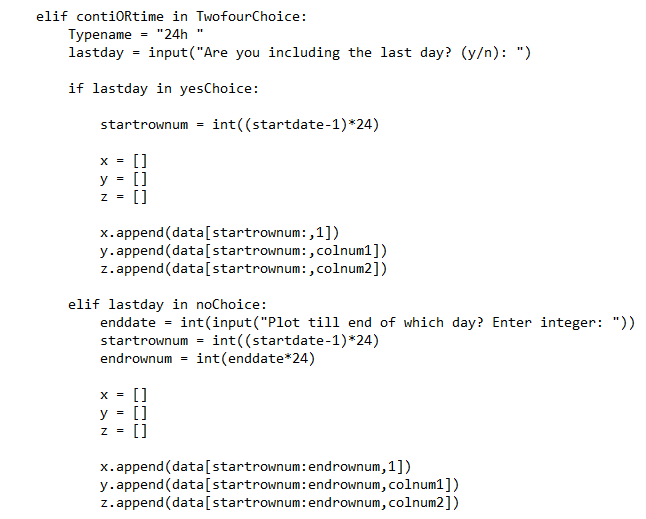 elif contiORtime in TwofourChoice:
    Typename = "24h "
    lastday = input("Are you including the last day? (y/n): ")
    if lastday in yesChoice:
        startrownum = int((startdate-1)*24)
        x = []
        y = []
        z = []
        x.append(data[startrownum:,1])
        y.append(data[startrownum:,colnum1])
        z.append(data[startrownum:,colnum2])
    elif lastday in noChoice:
        enddate = int(input("Plot till end of which day? Enter integer: "))
        startrownum = int((startdate-1)*24)
        endrownum = int(enddate*24)
        x = []
        y = []
        z = []
        x.append(data[startrownum:endrownum,1])
        y.append(data[startrownum:endrownum,colnum1])
        z.append(data[startrownum:endrownum,colnum2])